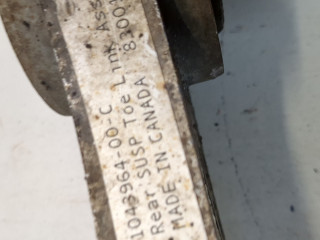 1043964-00-C
Rear SUSP Toe Link Ass
MADE IN CANADA 8300